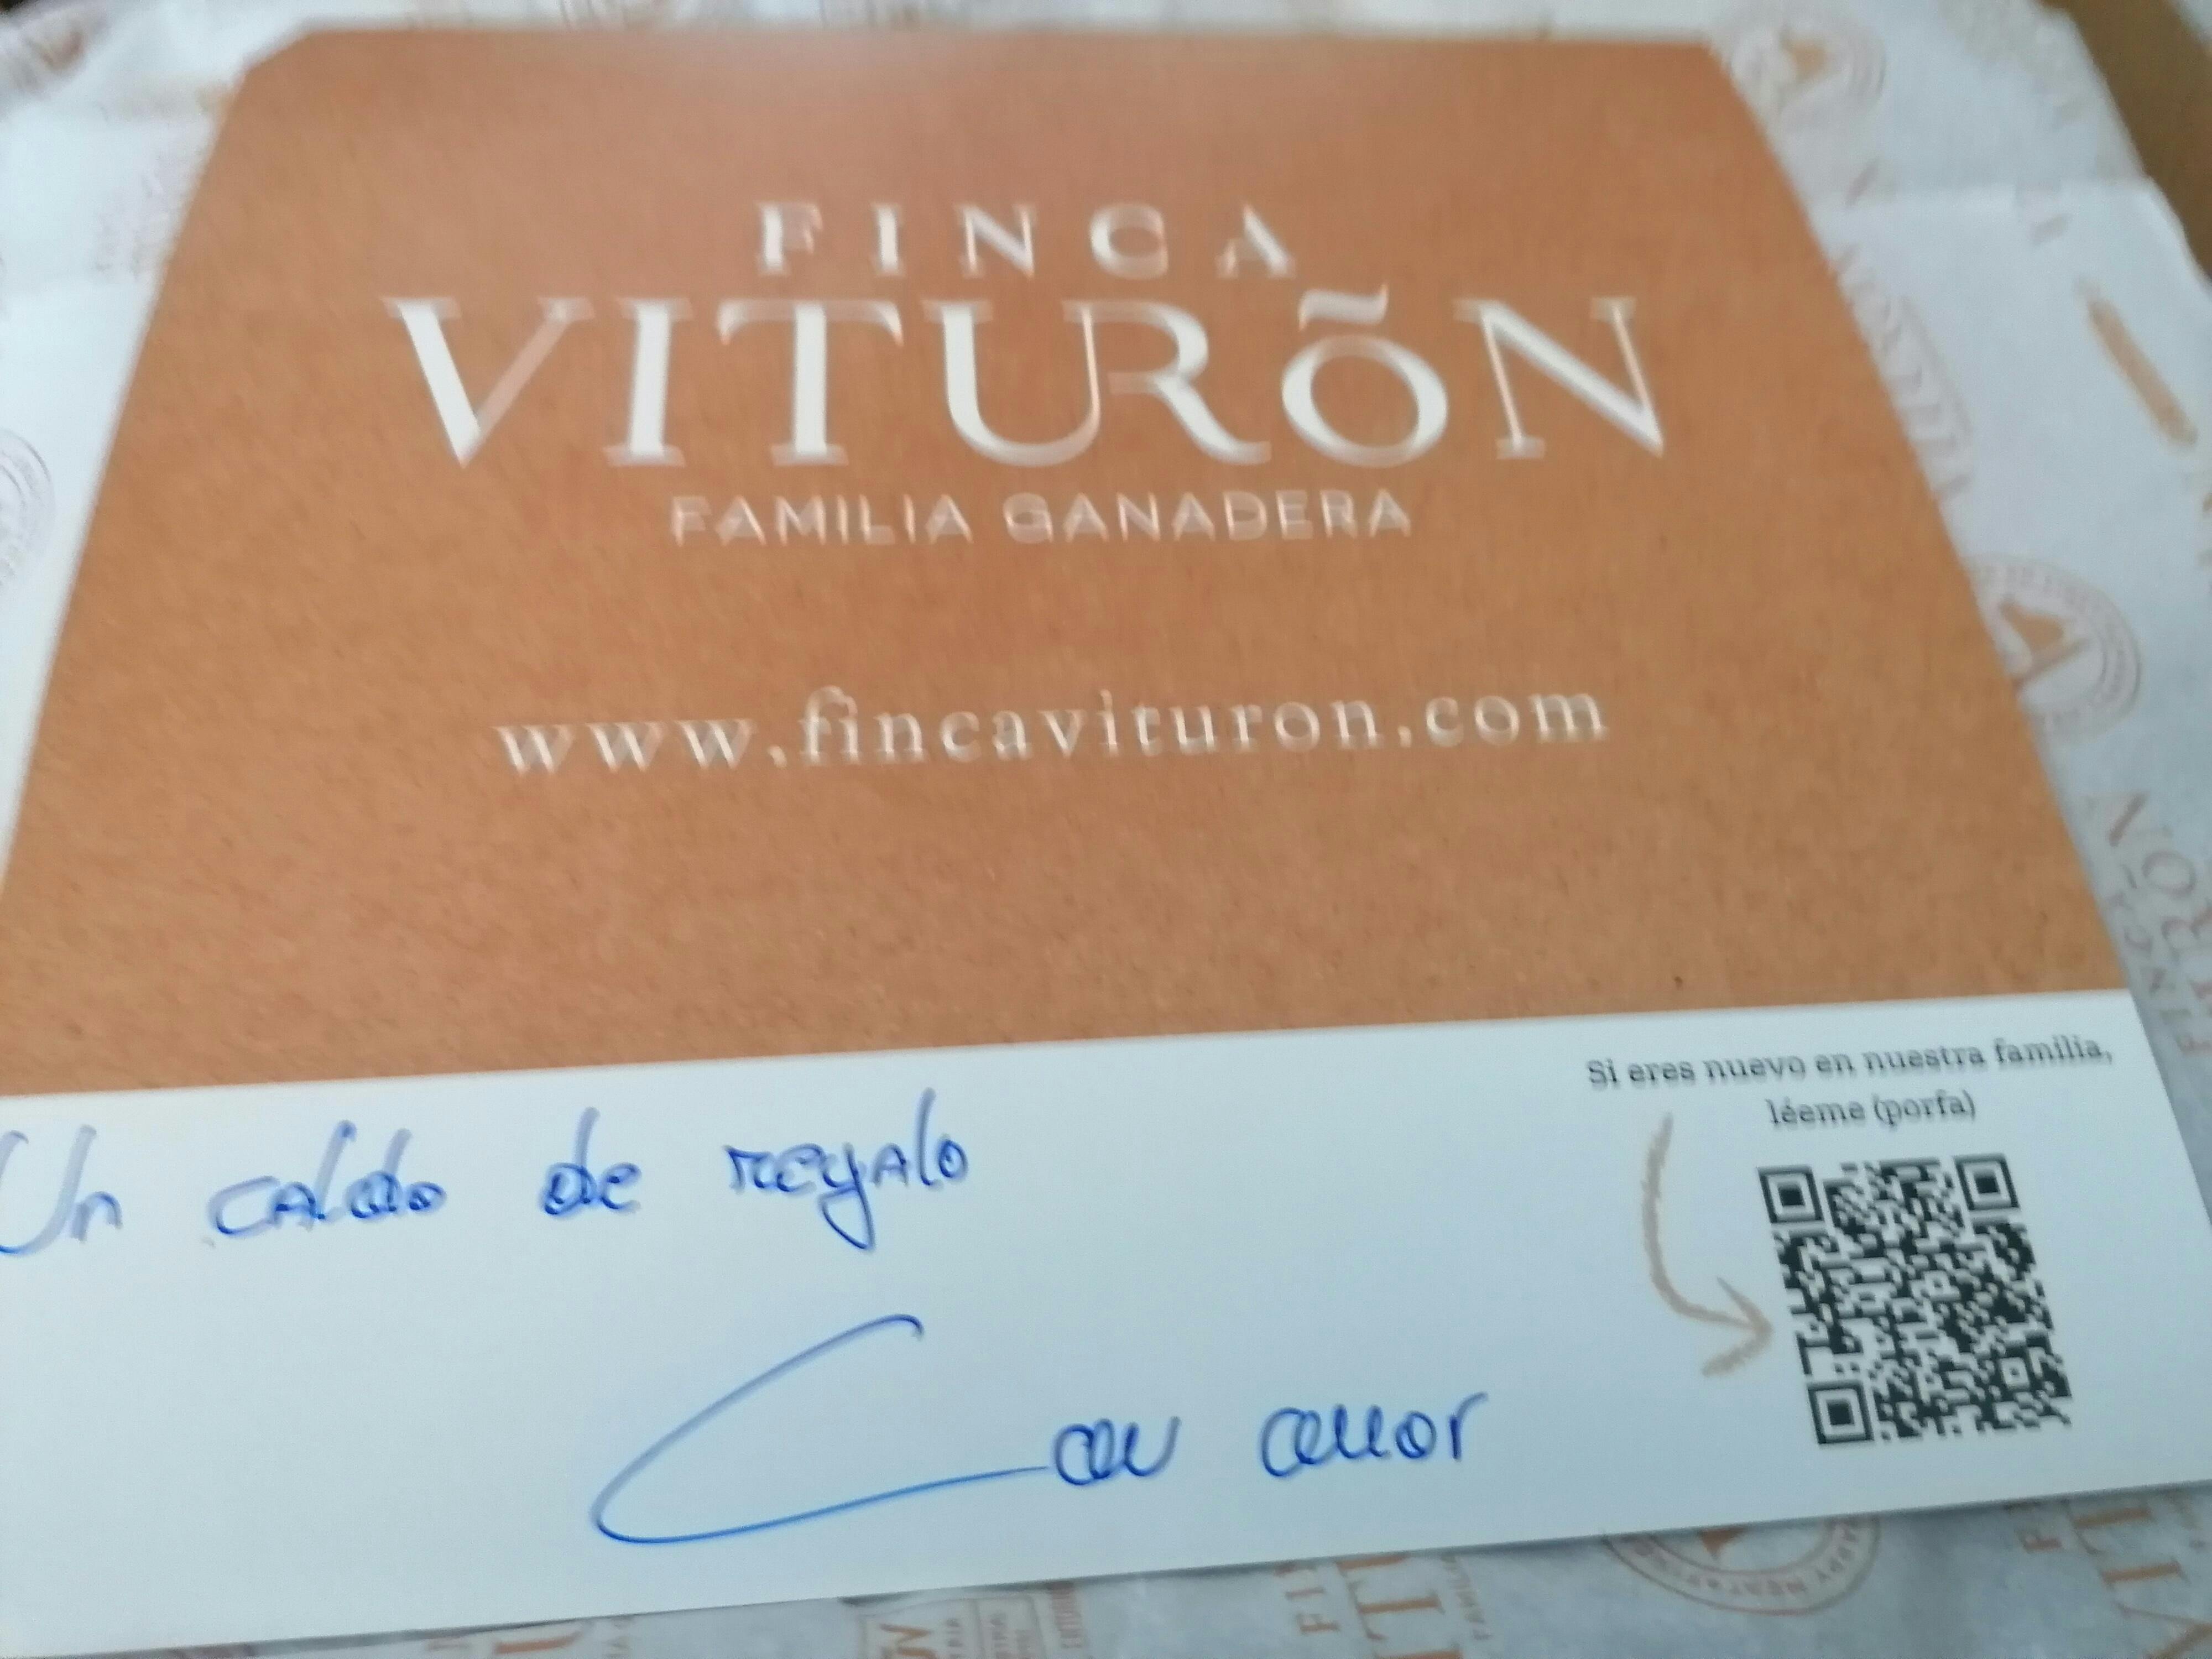 FINCA
VITURÕN
FAMILIA GANADERA
www.fincavituron.com
Si eres nuevo en nuestra familia,
léeme (porfa)
Un caldo de regalo
Con amor